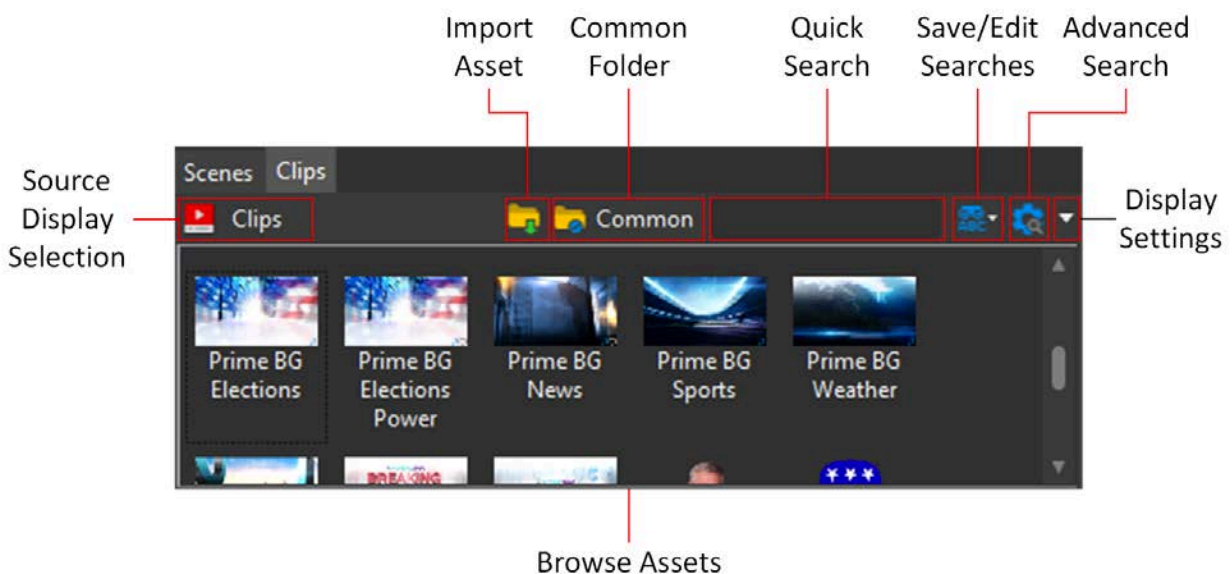 Import
Asset
Common
Folder
Quick
Search
Save/Edit
Searches
Advanced
Search
Source
Display
Selection
Scenes Clips
Clips
Common
ABC
Display
Settings
Prime BG
Elections
Prime BG
Elections
Power
Prime BG
News
Prime BG
Sports
Prime BG
Weather
BREAKING
Browse Assets